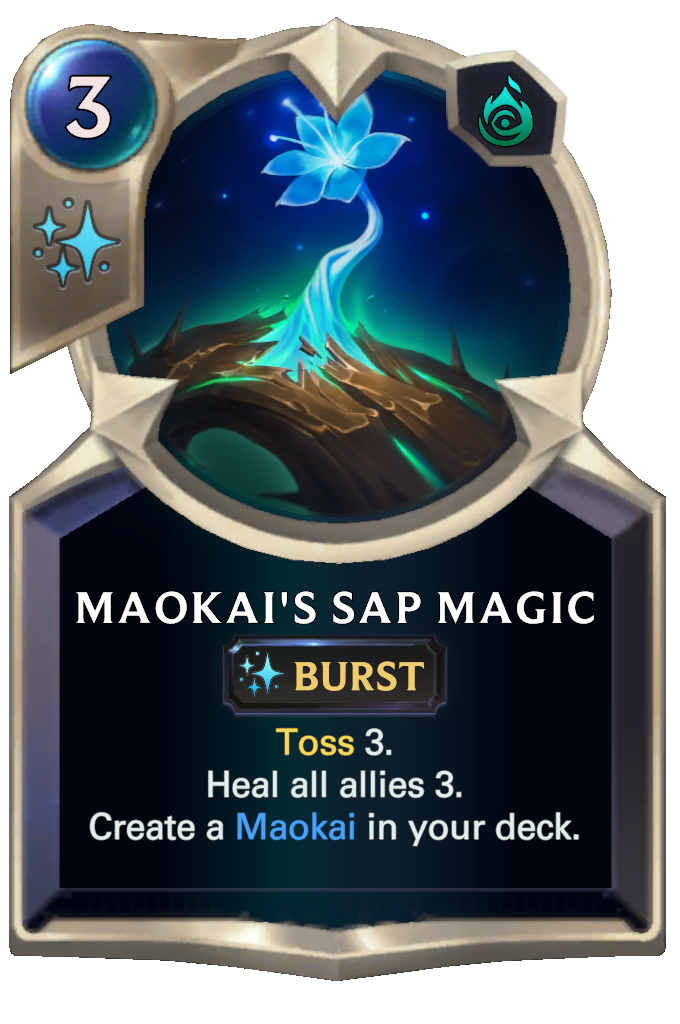 3
MAOKAI'S SAP MAGIC
BURST
Toss 3.
Heal all allies 3.
Create a Maokai in your deck.